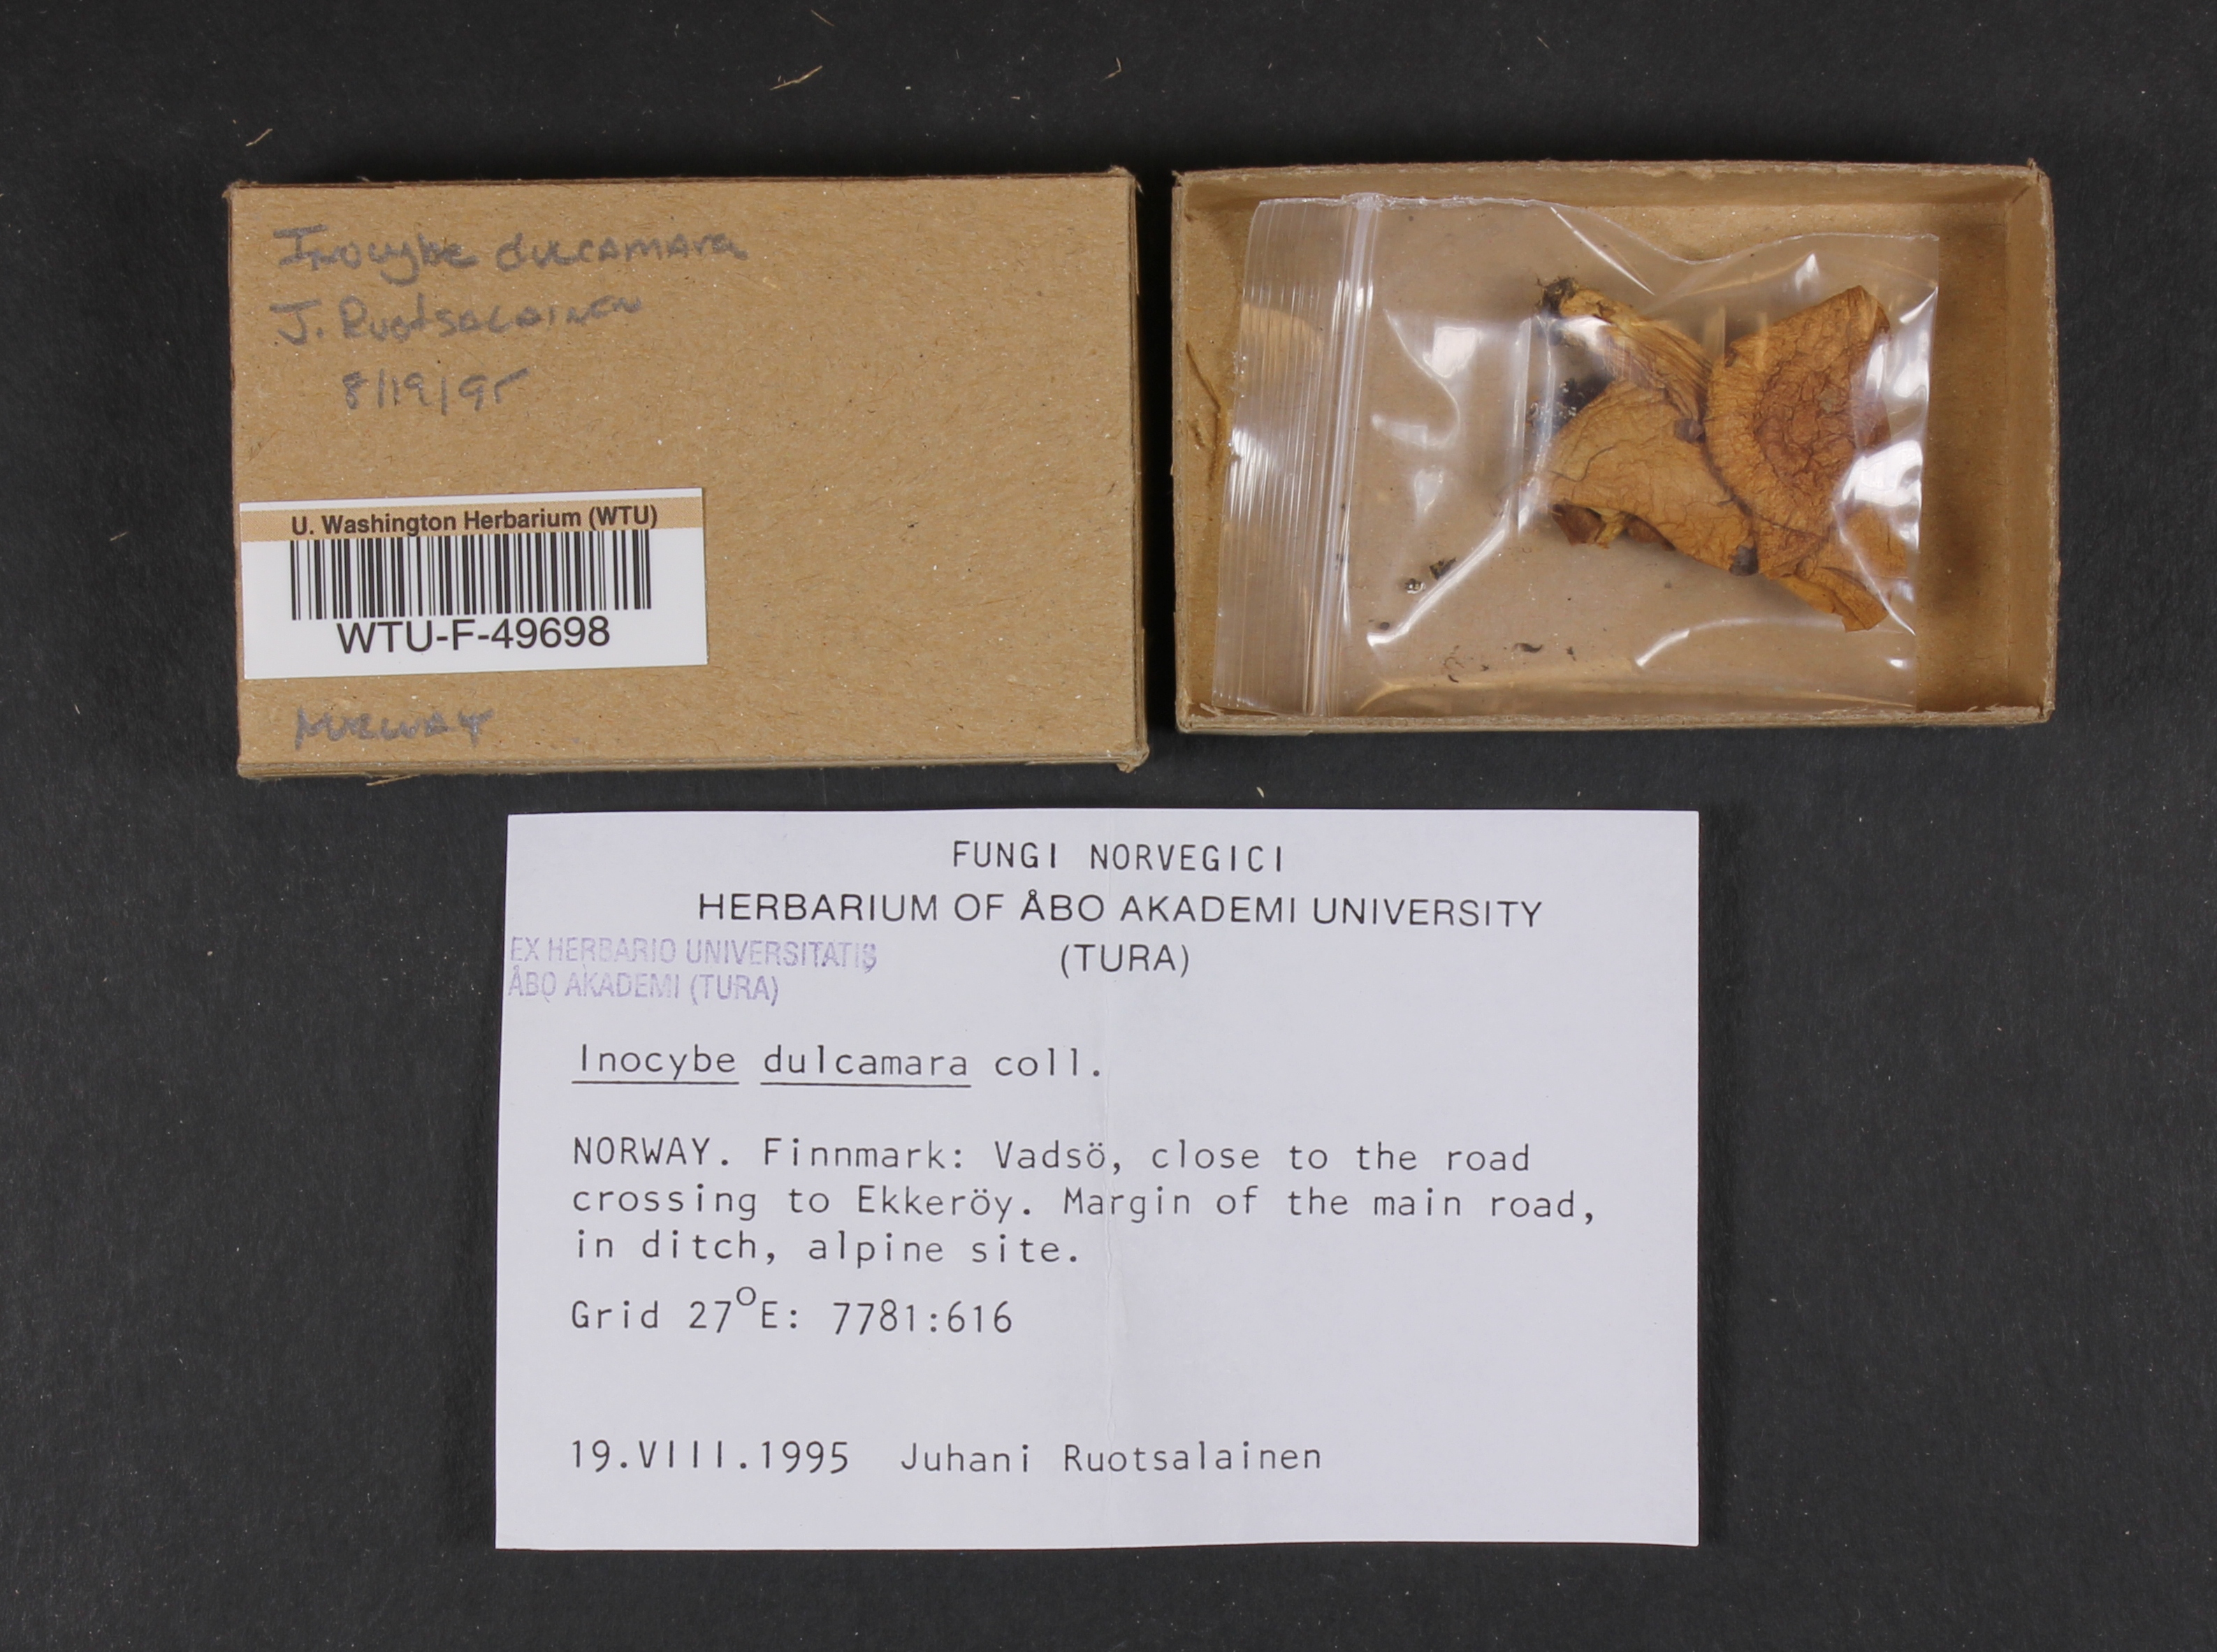 Inocybe dulcamara
J. Ruotsalainen
8/19/95
U. Washington Herbarium (WTU)
WTU-F-49698
NORWAY
FUNGI NORVEGICI
HERBARIUM OF ÅBO AKADEMI UNIVERSITY
(TURA)
EX HERBARIO UNIVERSITATIS
ÅBO AKADEMI (TURA)
Inocybe dulcamara coll.
NORWAY. Finnmark: Vadsö, close to the road
crossing to Ekkeröy. Margin of the main road,
in ditch, alpine site.
Grid 27°E: 7781:616
19.VIII.1995 Juhani Ruotsalainen